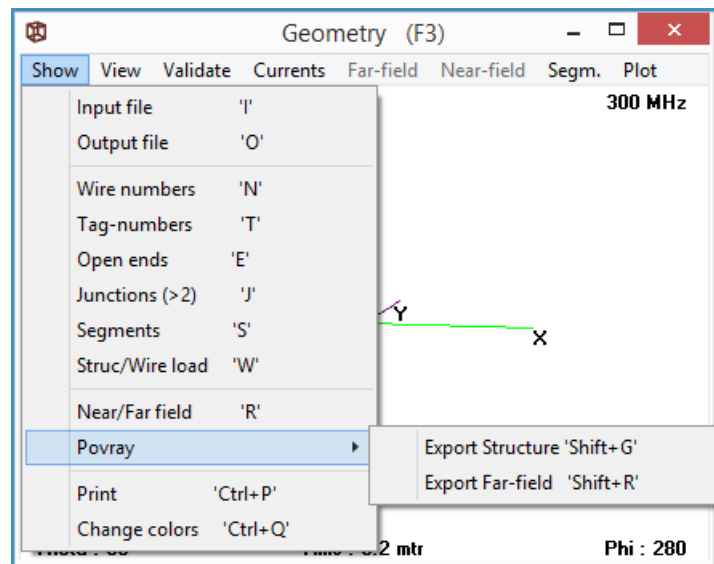 Geometry (F3)
Show View Validate Currents Far-field Near-field Segm. Plot
300 MHz
Input file 'I'
Output file 'O'
Wire numbers 'N'
Tag-numbers 'T'
Open ends 'E'
Junctions (>2) 'J'
Segments 'S'
Struc/Wire load 'W'
Near/Far field 'R'
Povray
Print 'Ctrl+P'
Change colors 'Ctrl+Q'
Y
X
Export Structure 'Shift+G'
Export Far-field 'Shift+R'
mtr
Phi : 280